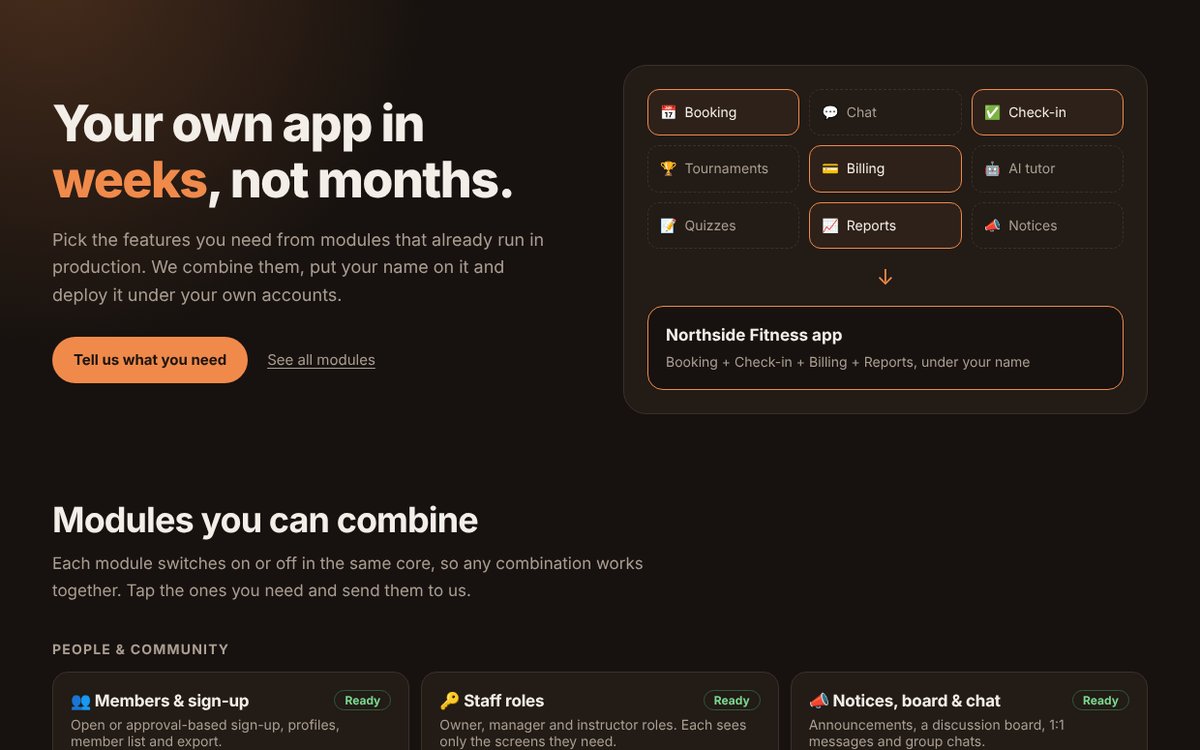 Your own app in
weeks, not months.
Pick the features you need from modules that already run in
production. We combine them, put your name on it and
deploy it under your own accounts.
Tell us what you need
See all modules
Booking
Chat
Check-in
Tournaments
Billing
AI tutor
Quizzes
Reports
Notices
Northside Fitness app
Booking + Check-in + Billing + Reports, under your name
Modules you can combine
Each module switches on or off in the same core, so any combination works
together. Tap the ones you need and send them to us.
PEOPLE & COMMUNITY
Members & sign-up
Ready
Open or approval-based sign-up, profiles,
member list and export.
Staff roles
Ready
Owner, manager and instructor roles. Each sees
only the screens they need.
Notices, board & chat
Ready
Announcements, a discussion board, 1:1
messages and group chats.